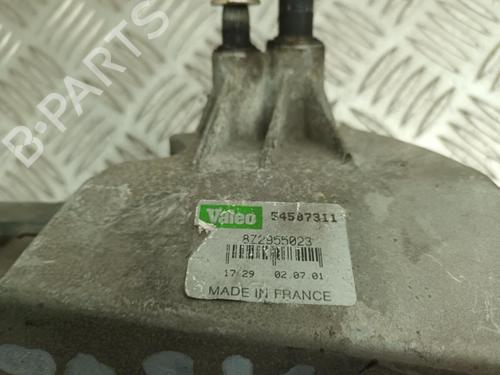 B-PARTS
Valeo 54587311
8Z2955023
17:29 02.07.01
MADE IN FRANCE